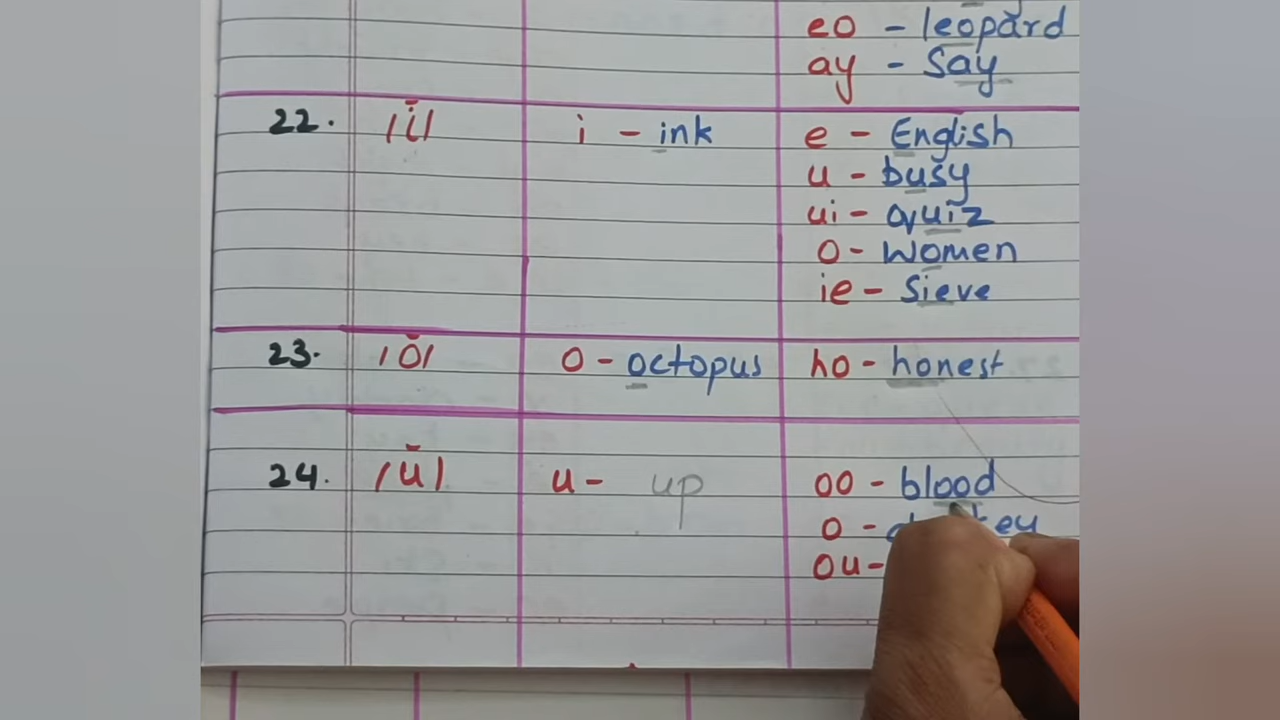 eo - leopard
ay - Say
22. /ĭ/ i - ink e - English
u - busy
ui - quiz
O - Women
ie - Sieve
23. /ŏ/ O - octopus ho - honest
24. /ŭ/ u - up oo - blood
o -
ou -